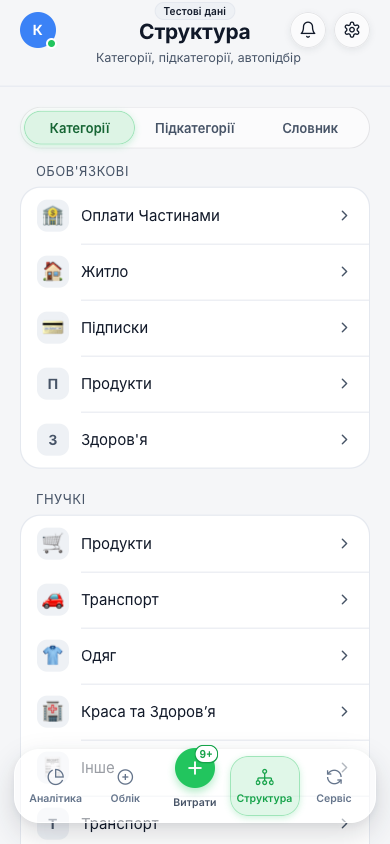 К
Тестові дані
Структура
Категорії, підкатегорії, автопідбір
Категорії
Підкатегорії
Словник
ОБОВ'ЯЗКОВІ
Оплати Частинами
Житло
Підписки
П
Продукти
З
Здоров'я
ГНУЧКІ
Продукти
Транспорт
Одяг
Краса та Здоров’я
Інше
9+
Аналітика
Облік
Витрати
Структура
Сервіс
Т
Транспорт